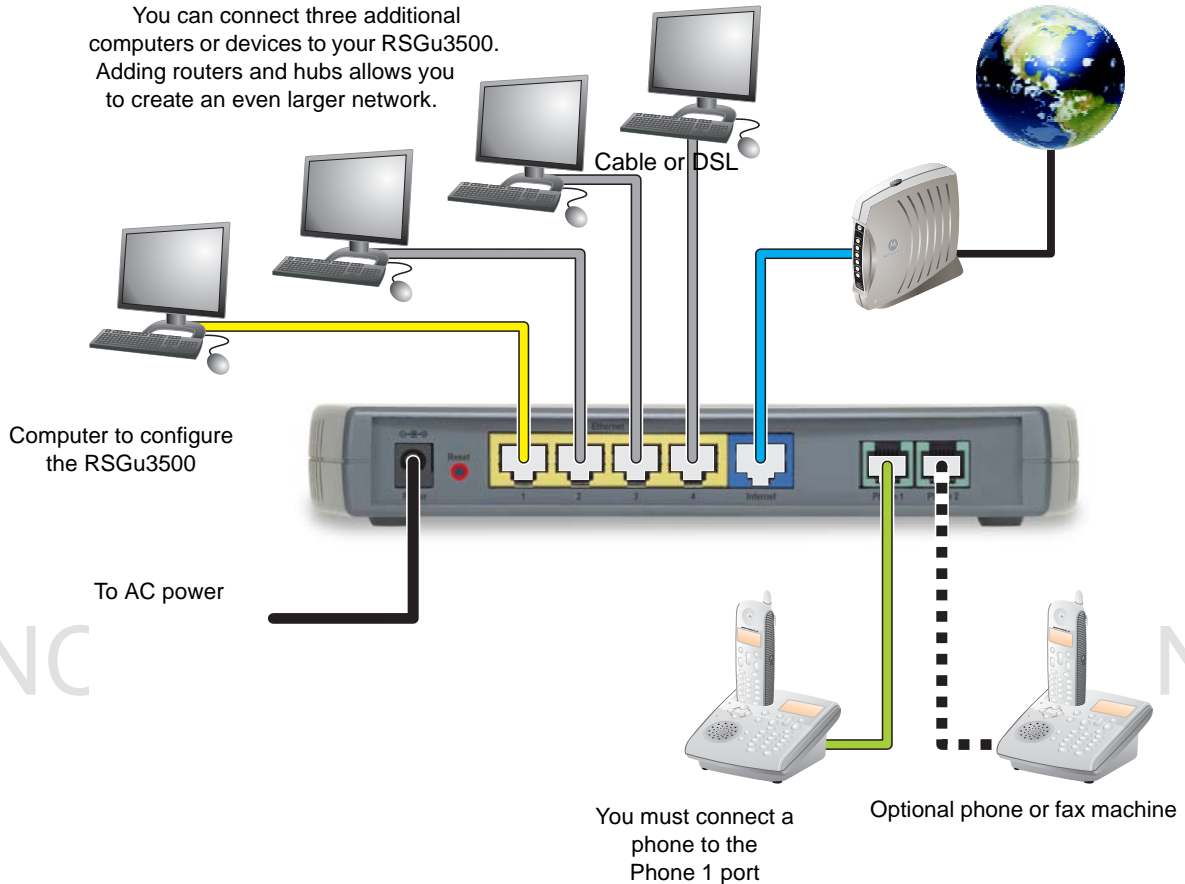 You can connect three additional
computers or devices to your RSGu3500.
Adding routers and hubs allows you
to create an even larger network.
Cable or DSL
Computer to configure
the RSGu3500
Ethernet
Reset
1 2 3 4 Internet
To AC power
You must connect a
phone to the
Phone 1 port
Optional phone or fax machine